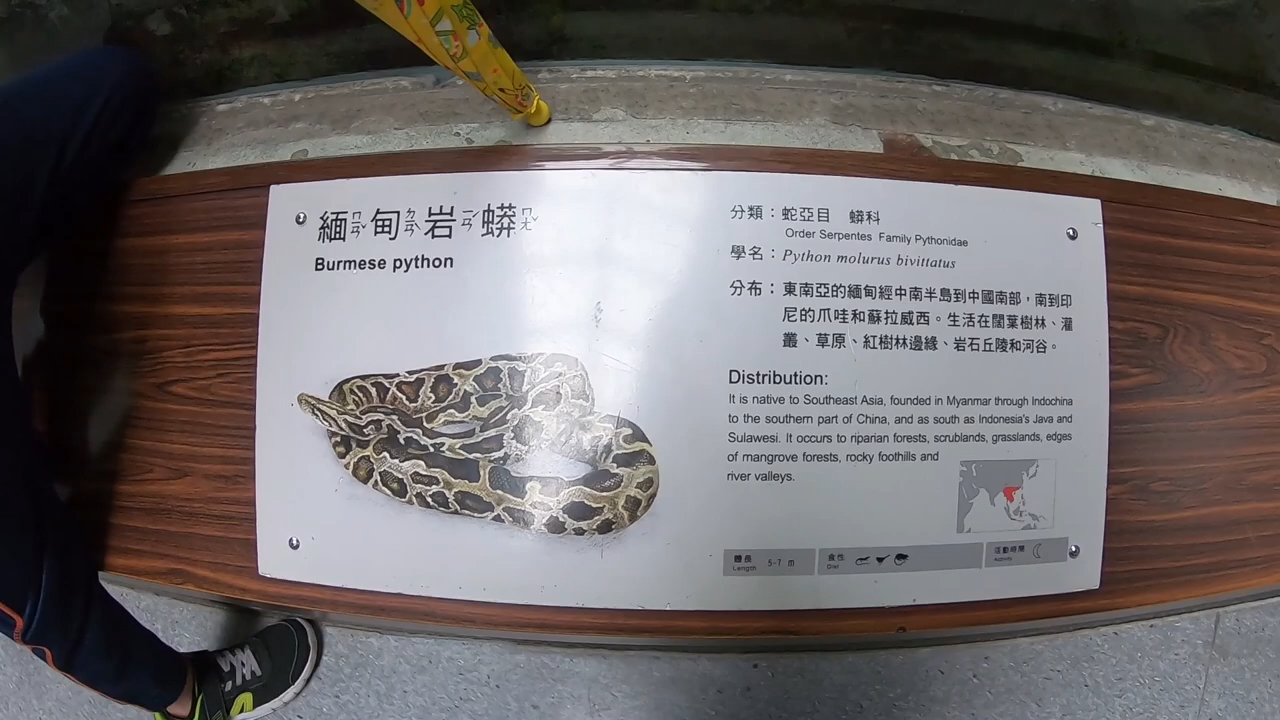 緬ㄇㄧㄢˇ甸ㄉㄧㄢˋ岩ㄧㄢˊ蟒ㄇㄤˇ
Burmese python
分類：蛇亞目 蟒科
Order Serpentes Family Pythonidae
學名：Python molurus bivittatus
分布：東南亞的緬甸經中南半島到中國南部，南到印
尼的爪哇和蘇拉威西。生活在闊葉樹林、灌
叢、草原、紅樹林邊緣、岩石丘陵和河谷。
Distribution:
It is native to Southeast Asia, founded in Myanmar through Indochina
to the southern part of China, and as south as Indonesia's Java and
Sulawesi. It occurs to riparian forests, scrublands, grasslands, edges
of mangrove forests, rocky foothills and
river valleys.
體長 5-7 m
Length
食性
Diet
活動時間
Activity